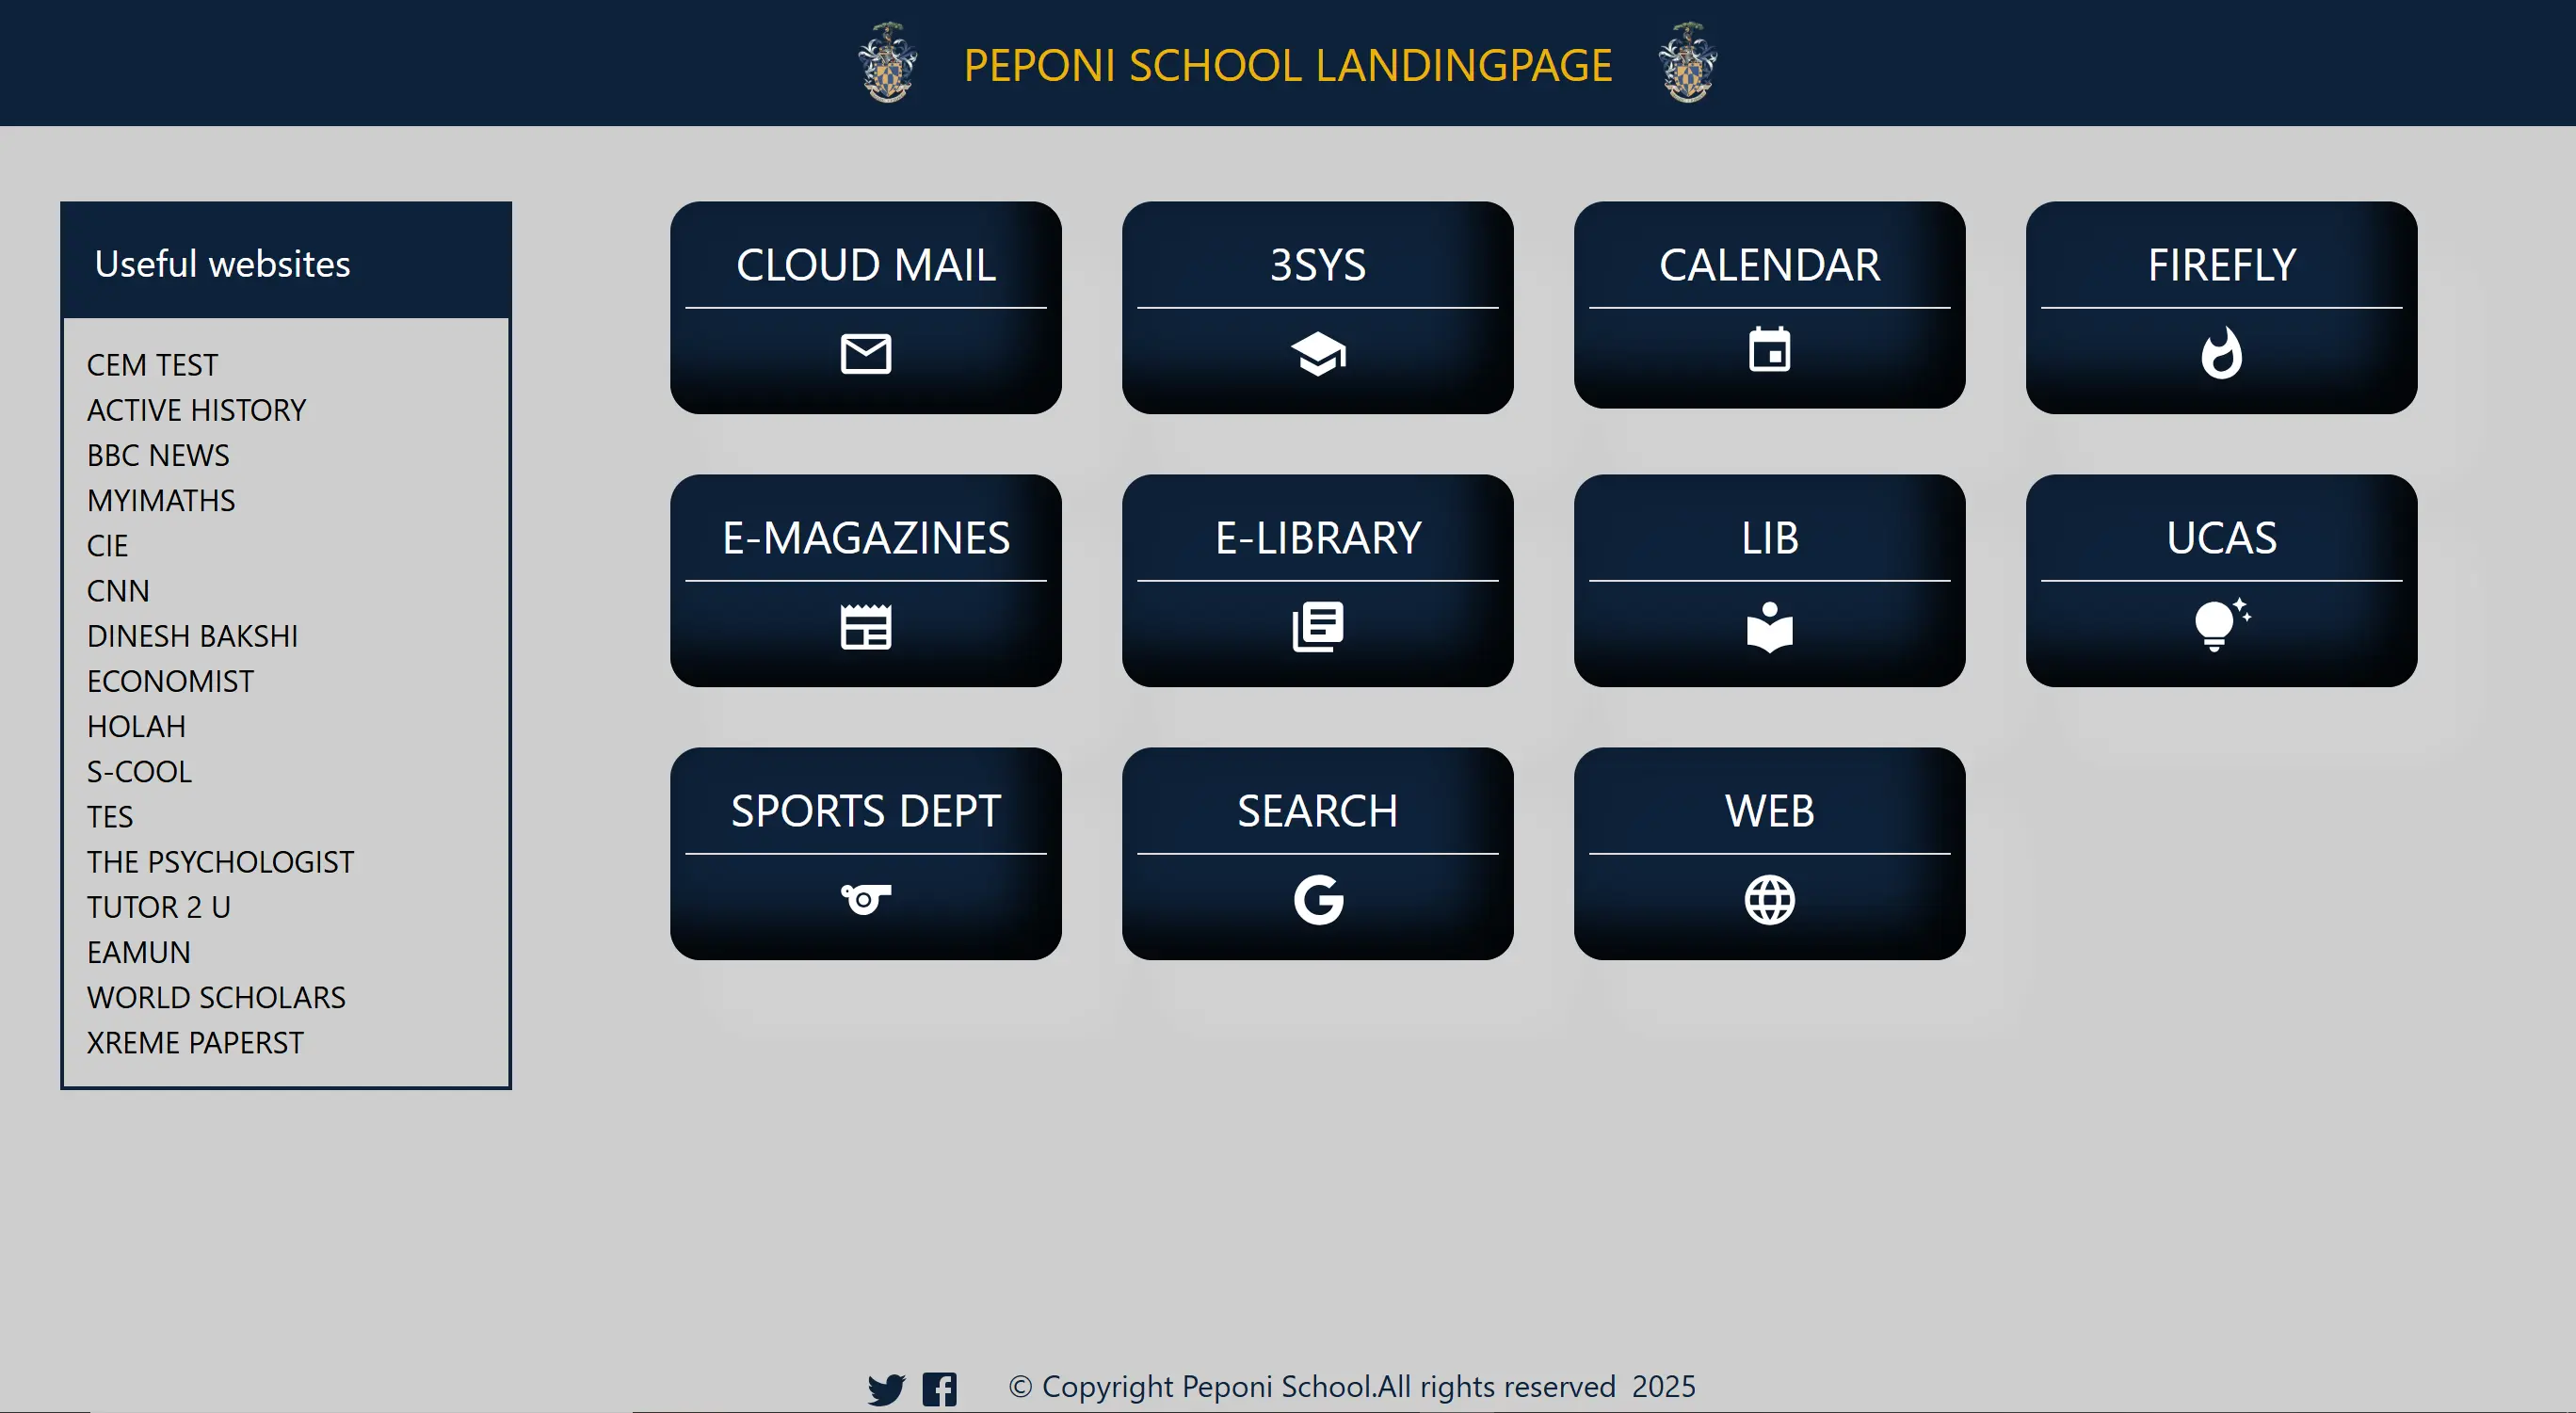 PEPONI SCHOOL LANDINGPAGE
Useful websites
CEM TEST
ACTIVE HISTORY
BBC NEWS
MYIMATHS
CIE
CNN
DINESH BAKSHI
ECONOMIST
HOLAH
S-COOL
TES
THE PSYCHOLOGIST
TUTOR 2 U
EAMUN
WORLD SCHOLARS
XREME PAPERST
CLOUD MAIL
3SYS
CALENDAR
FIREFLY
E-MAGAZINES
E-LIBRARY
LIB
UCAS
SPORTS DEPT
SEARCH
WEB
© Copyright Peponi School.All rights reserved 2025